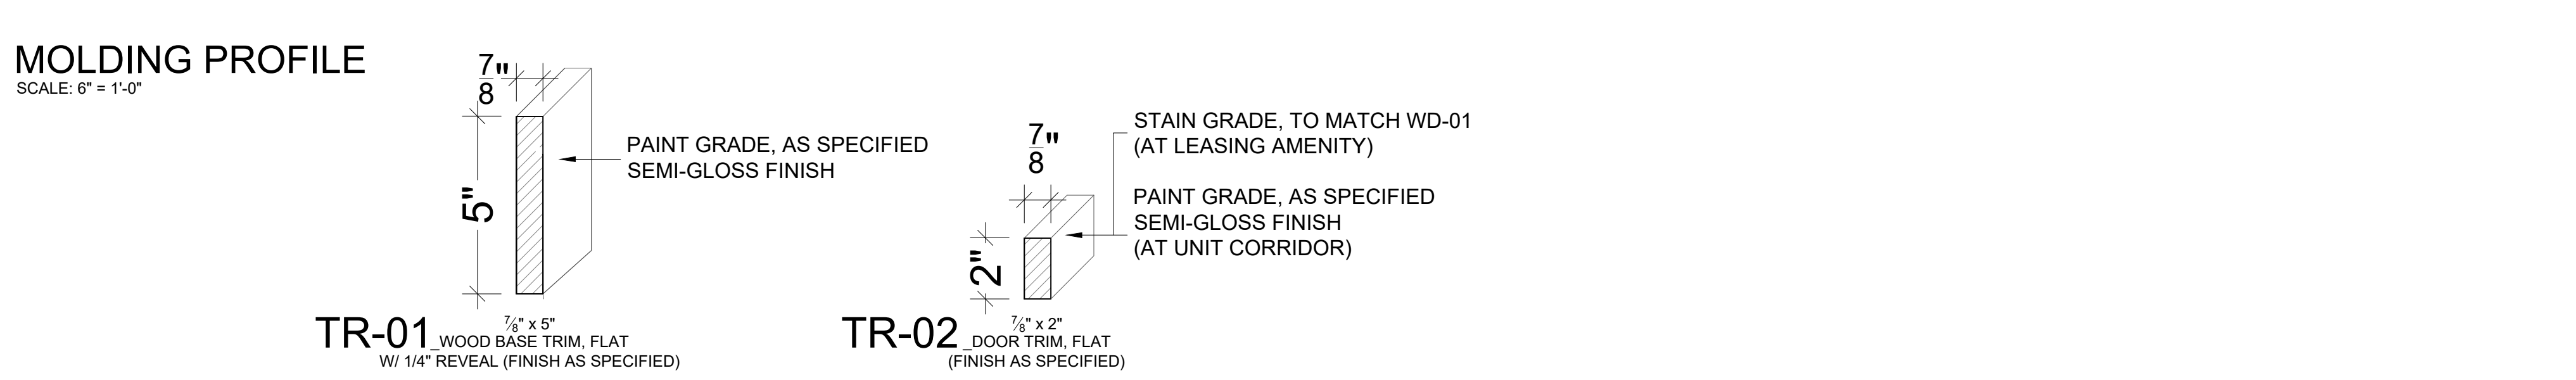 MOLDING PROFILE
SCALE: 6" = 1'-0"
7/8"
5"
PAINT GRADE, AS SPECIFIED
SEMI-GLOSS FINISH
TR-01_WOOD BASE TRIM, FLAT
7/8" x 5"
W/ 1/4" REVEAL (FINISH AS SPECIFIED)
7/8"
2"
STAIN GRADE, TO MATCH WD-01
(AT LEASING AMENITY)
PAINT GRADE, AS SPECIFIED
SEMI-GLOSS FINISH
(AT UNIT CORRIDOR)
7/8" x 2"
TR-02_DOOR TRIM, FLAT
(FINISH AS SPECIFIED)